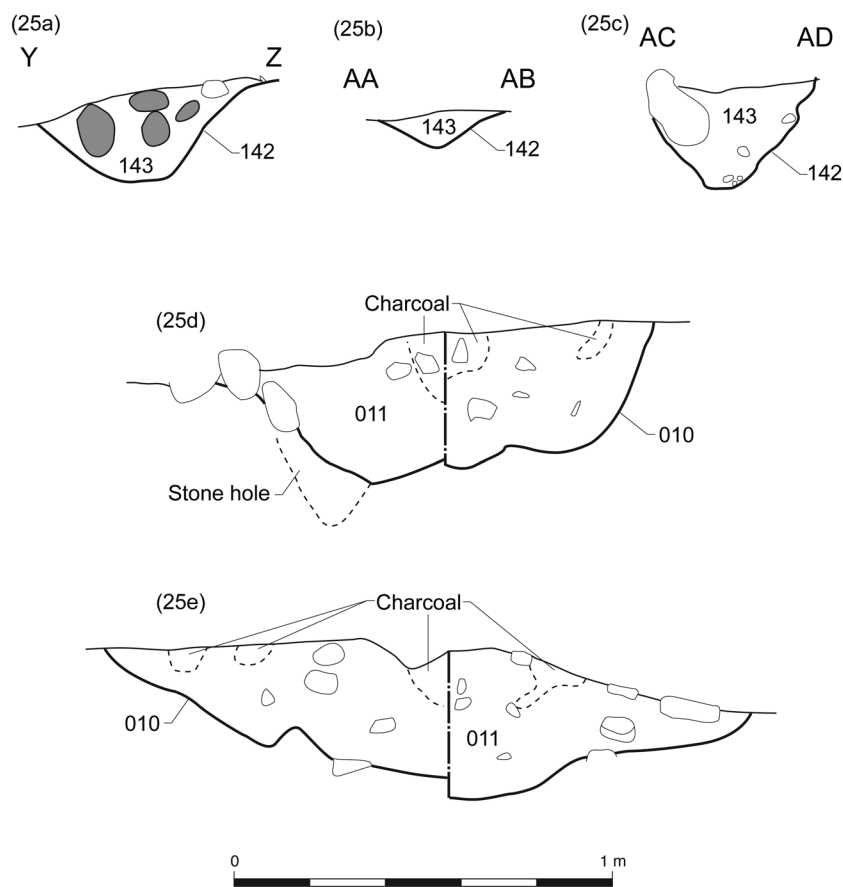 (25a)
(25b)
(25c)
Y
Z
AA
AB
AC
AD
143
142
143
142
143
142
(25d)
Charcoal
011
010
Stone hole
(25e)
Charcoal
010
011
0
1 m